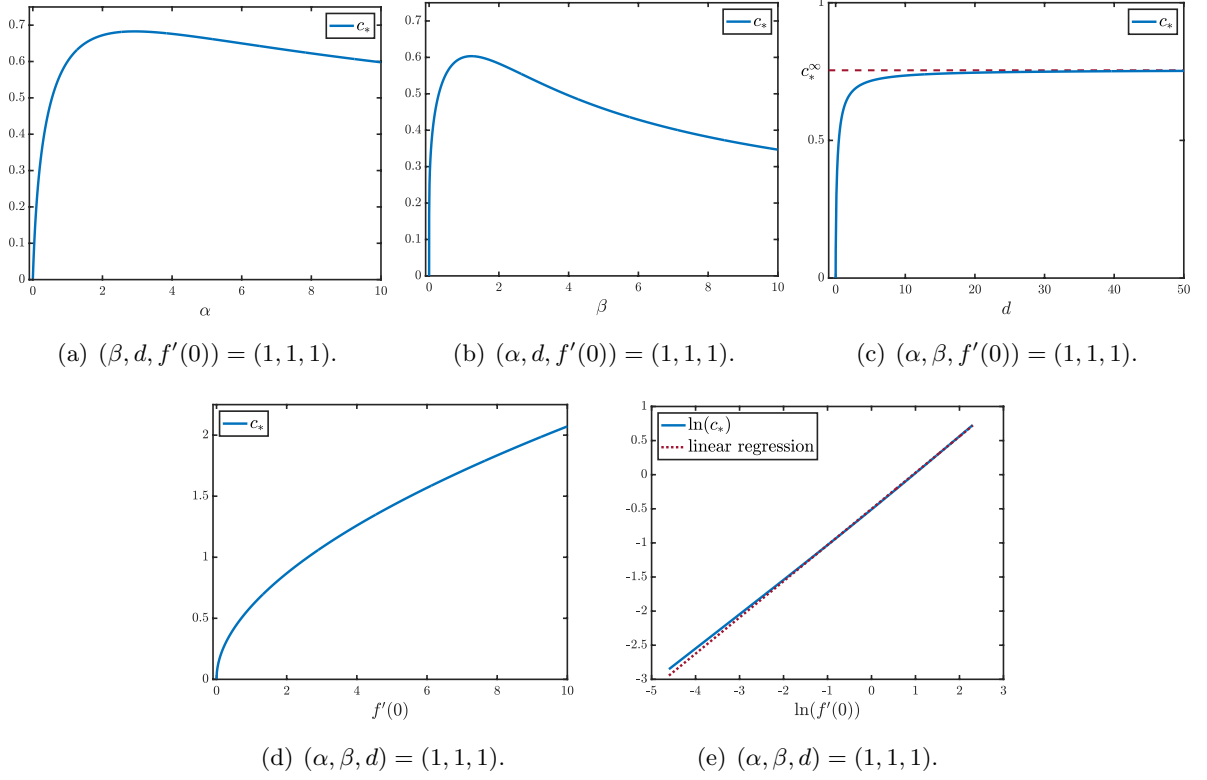 0.7
0.6
0.5
0.4
0.3
0.2
0.1
0
0 2 4 6 8 10
α
c*
(a) (β, d, f′(0)) = (1, 1, 1).
0.7
0.6
0.5
0.4
0.3
0.2
0.1
0
0 2 4 6 8 10
β
c*
(b) (α, d, f′(0)) = (1, 1, 1).
1
c*∞
0.5
0
0 10 20 30 40 50
d
c*
(c) (α, β, f′(0)) = (1, 1, 1).
2
1.5
1
0.5
0
0 2 4 6 8 10
f′(0)
c*
(d) (α, β, d) = (1, 1, 1).
1
0.5
0
-0.5
-1
-1.5
-2
-2.5
-3
-5 -4 -3 -2 -1 0 1 2 3
ln(f′(0))
ln(c*)
linear regression
(e) (α, β, d) = (1, 1, 1).